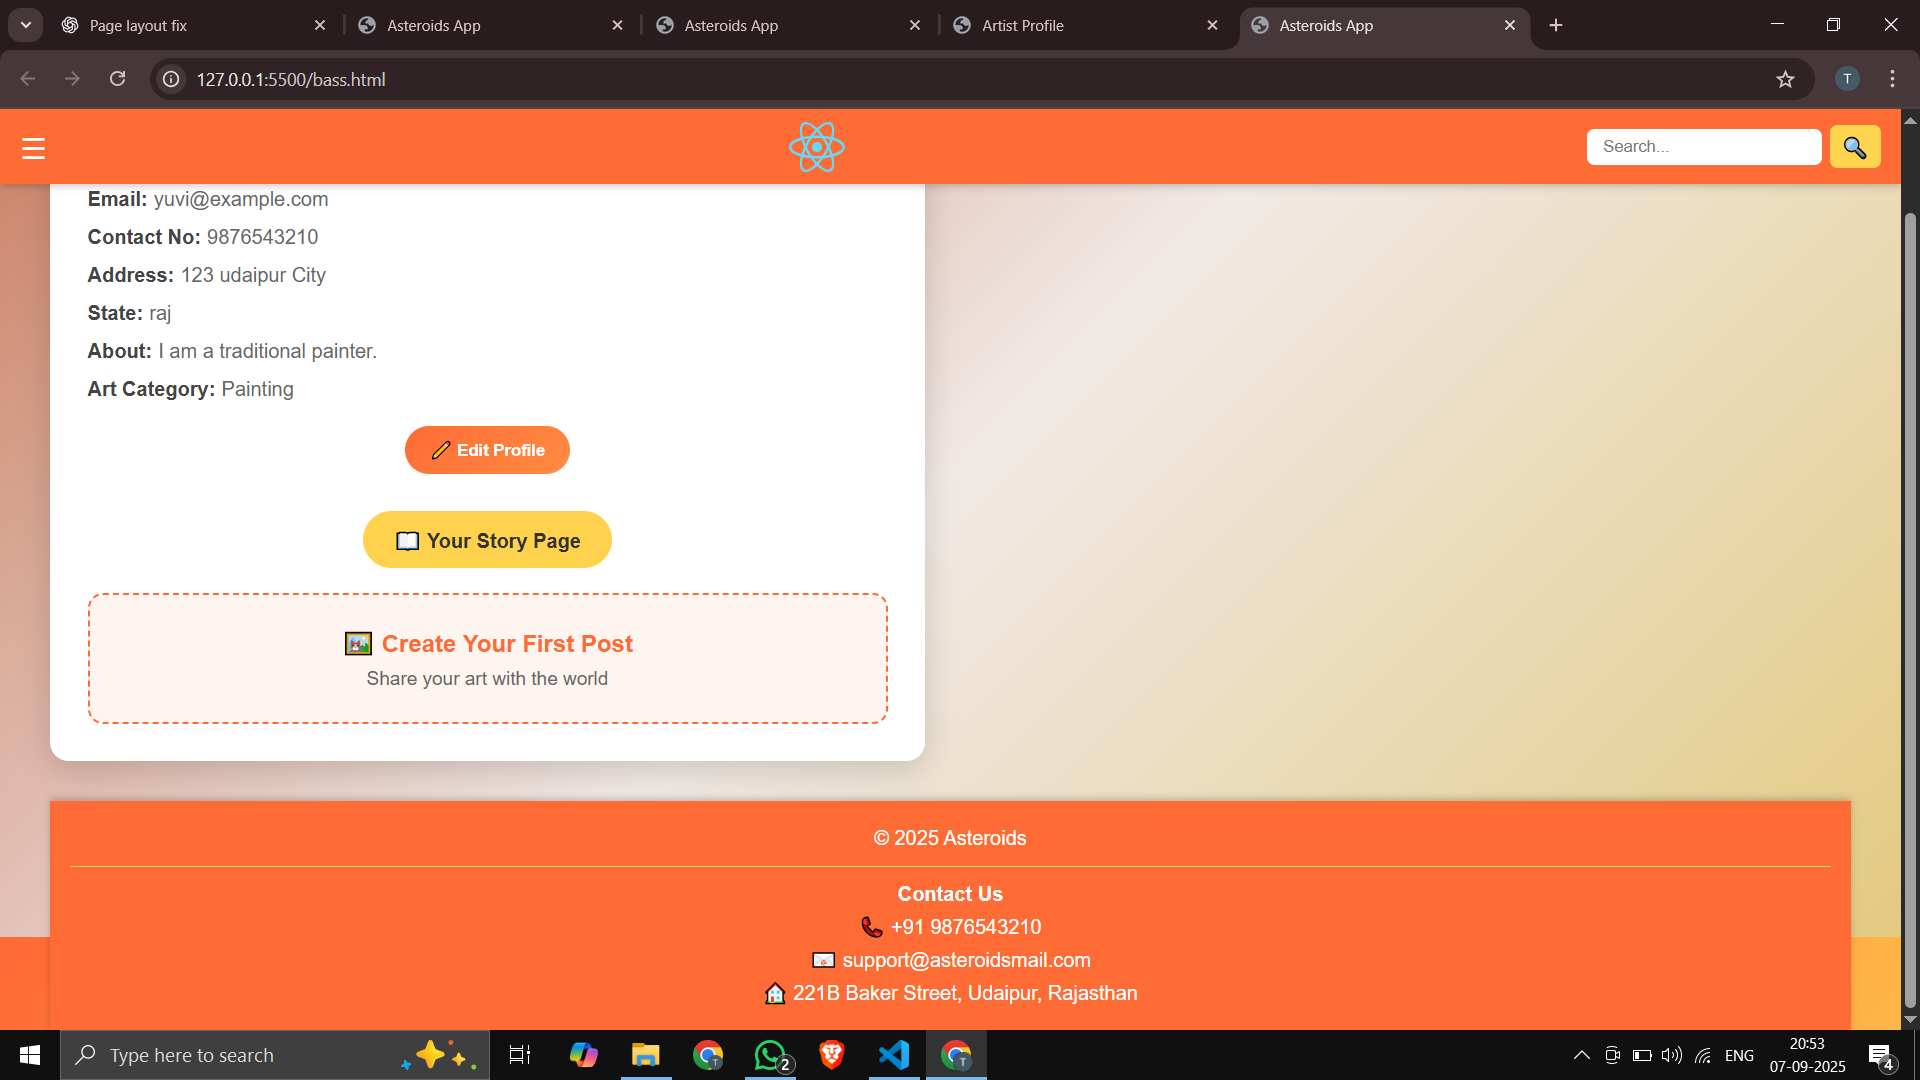 Page layout fix
Asteroids App
Asteroids App
Artist Profile
Asteroids App
127.0.0.1:5500/bass.html
T
Search...
Email: yuvi@example.com
Contact No: 9876543210
Address: 123 udaipur City
State: raj
About: I am a traditional painter.
Art Category: Painting
Edit Profile
Your Story Page
Create Your First Post
Share your art with the world
© 2025 Asteroids
Contact Us
+91 9876543210
support@asteroidsmail.com
221B Baker Street, Udaipur, Rajasthan
Type here to search
T
2
T
ENG
20:53
07-09-2025
4